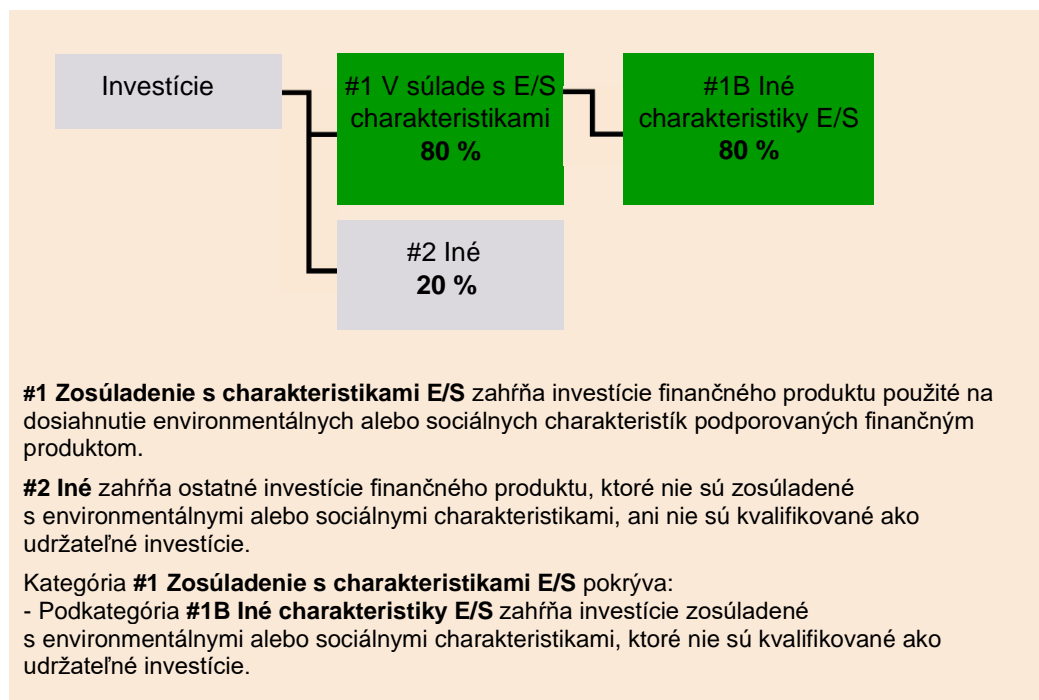 Investície
#1 V súlade s E/S
charakteristikami
80 %
#1B Iné
charakteristiky E/S
80 %
#2 Iné
20 %
#1 Zosúladenie s charakteristikami E/S zahŕňa investície finančného produktu použité na
dosiahnutie environmentálnych alebo sociálnych charakteristík podporovaných finančným
produktom.
#2 Iné zahŕňa ostatné investície finančného produktu, ktoré nie sú zosúladené
s environmentálnymi alebo sociálnymi charakteristikami, ani nie sú kvalifikované ako
udržateľné investície.
Kategória #1 Zosúladenie s charakteristikami E/S pokrýva:
- Podkategória #1B Iné charakteristiky E/S zahŕňa investície zosúladené
s environmentálnymi alebo sociálnymi charakteristikami, ktoré nie sú kvalifikované ako
udržateľné investície.